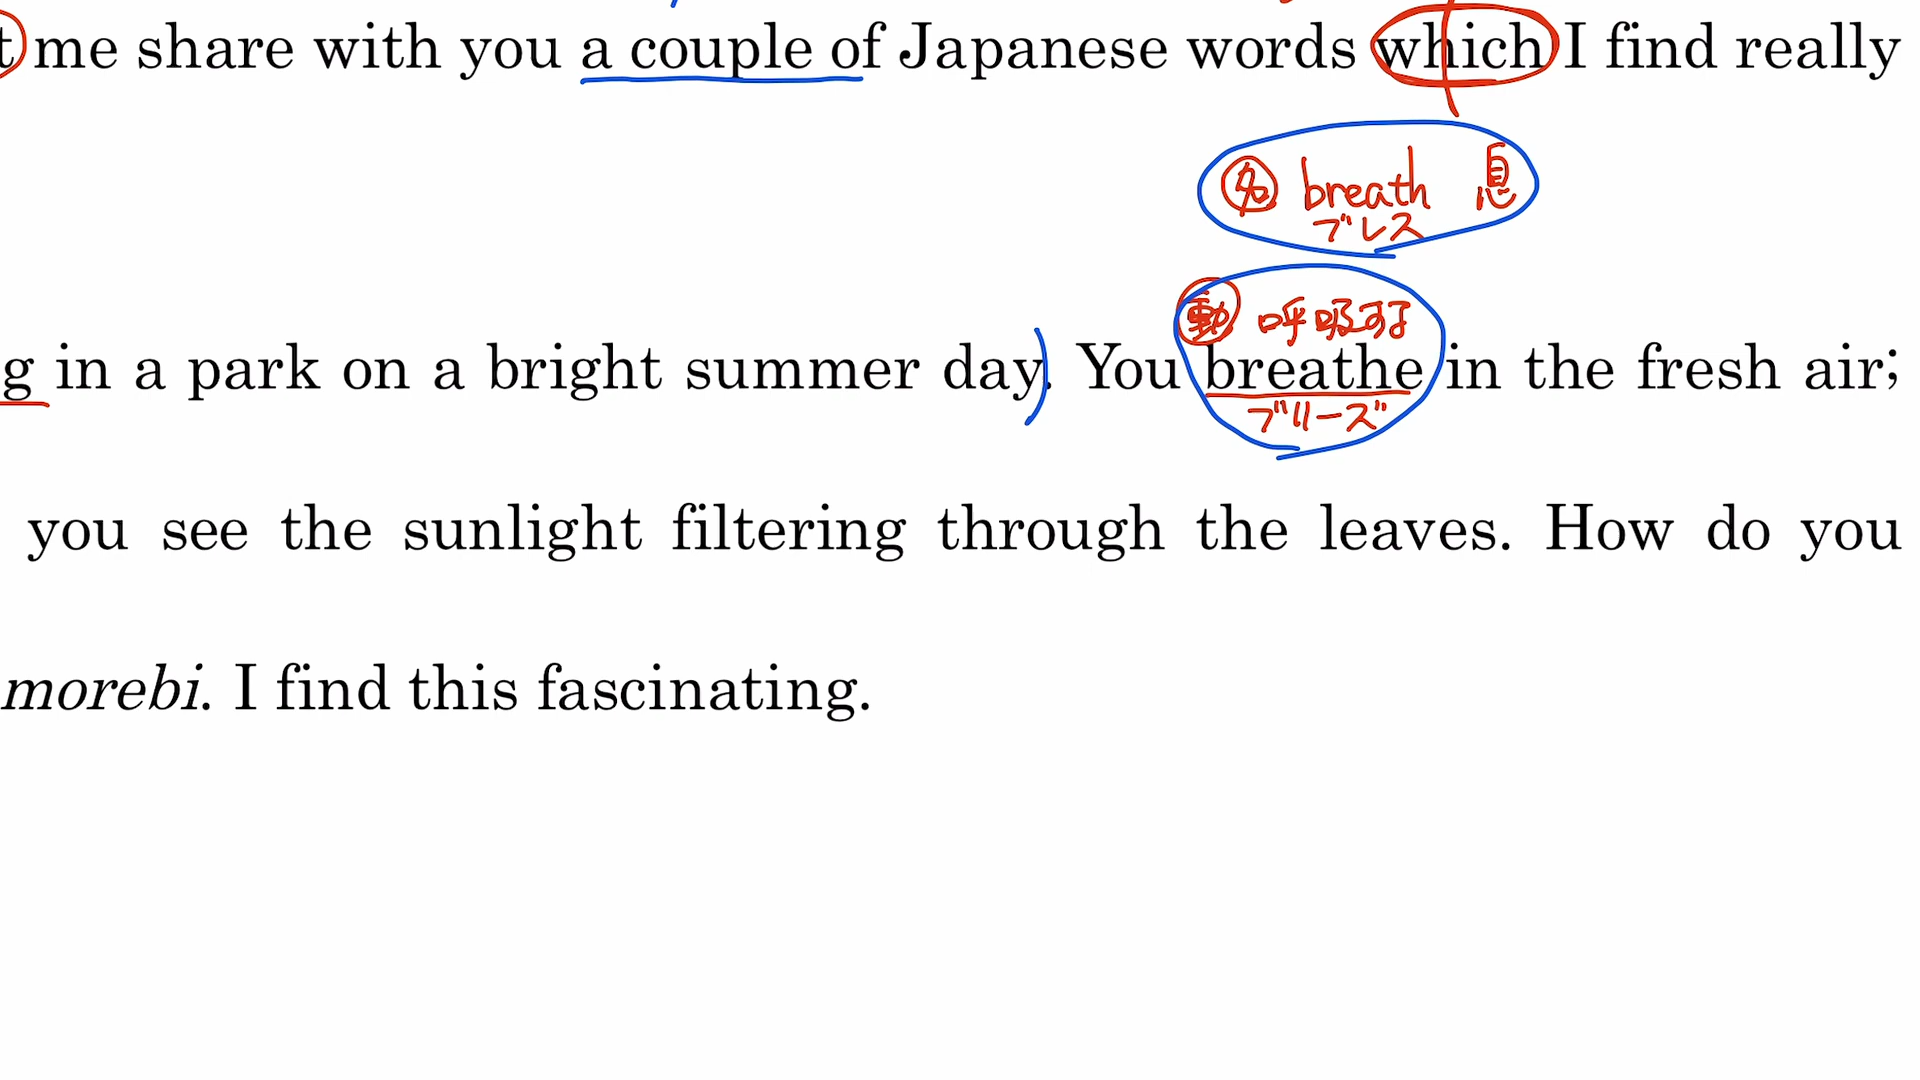 t me share with you a couple of Japanese words which I find really
名 breath 息
ブレス
動 呼吸する
g in a park on a bright summer day. You breathe in the fresh air;
ブリーズ
you see the sunlight filtering through the leaves. How do you
morebi. I find this fascinating.